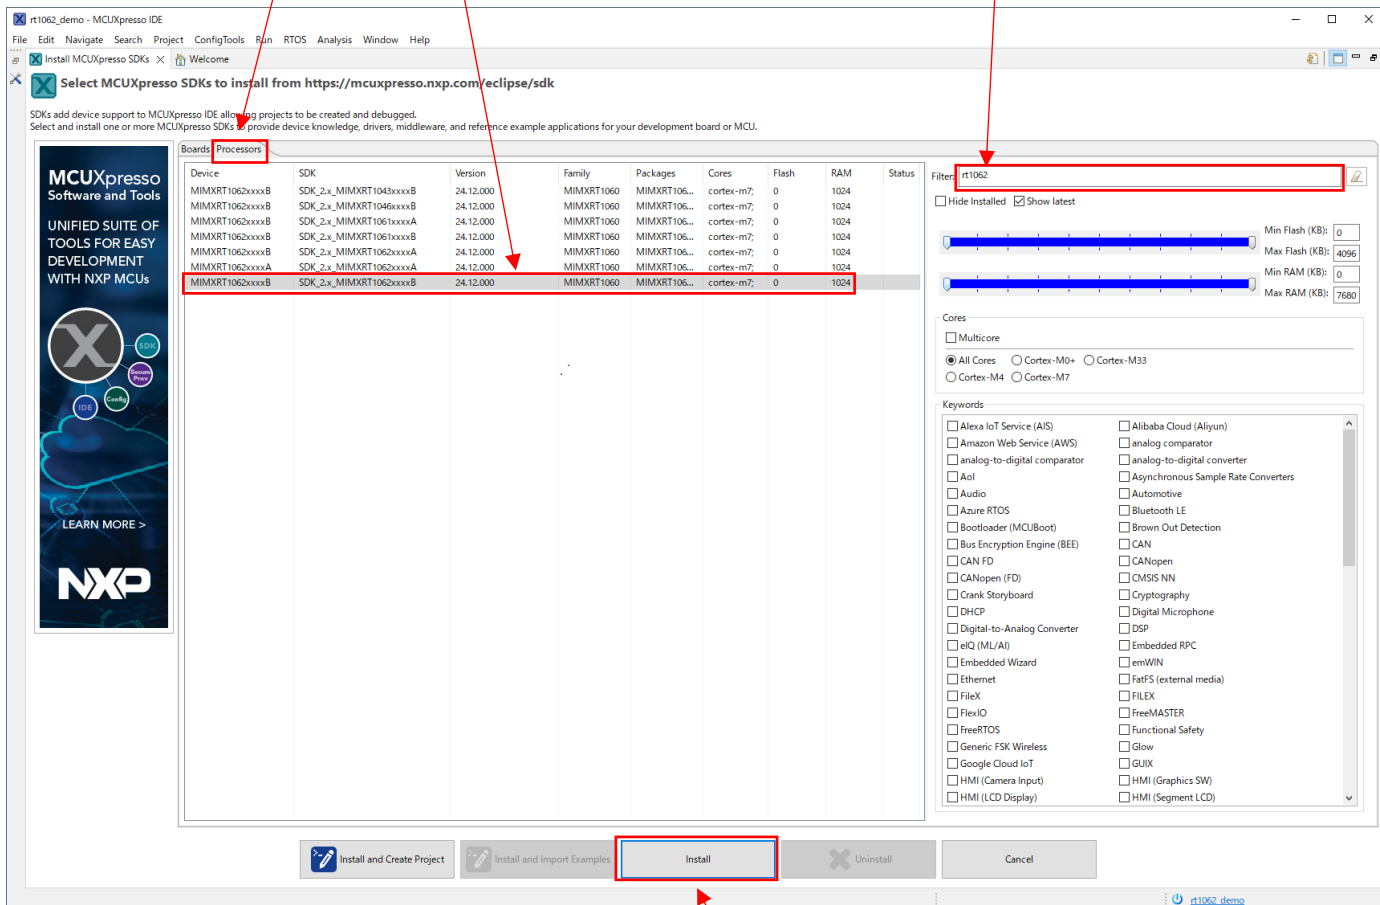 rt1062_demo - MCUXpresso IDE
File Edit Navigate Search Project ConfigTools Run RTOS Analysis Window Help
Install MCUXpresso SDKs Welcome
Select MCUXpresso SDKs to install from https://mcuxpresso.nxp.com/eclipse/sdk
SDKs add device support to MCUXpresso IDE allowing projects to be created and debugged.
Select and install one or more MCUXpresso SDKs to provide device knowledge, drivers, middleware, and reference example applications for your development board or MCU.
MCUXpresso
Software and Tools
UNIFIED SUITE OF
TOOLS FOR EASY
DEVELOPMENT
WITH NXP MCUs
X
SDK
Secure
Prov
Config
IDE
LEARN MORE >
NXP
Boards Processors
Device SDK Version Family Packages Cores Flash RAM Status
MIMXRT1062xxxxB SDK_2.x_MIMXRT1043xxxxB 24.12.000 MIMXRT1060 MIMXRT106... cortex-m7; 0 1024
MIMXRT1062xxxxB SDK_2.x_MIMXRT1046xxxxB 24.12.000 MIMXRT1060 MIMXRT106... cortex-m7; 0 1024
MIMXRT1062xxxxB SDK_2.x_MIMXRT1061xxxxA 24.12.000 MIMXRT1060 MIMXRT106... cortex-m7; 0 1024
MIMXRT1062xxxxB SDK_2.x_MIMXRT1061xxxxB 24.12.000 MIMXRT1060 MIMXRT106... cortex-m7; 0 1024
MIMXRT1062xxxxB SDK_2.x_MIMXRT1062xxxxA 24.12.000 MIMXRT1060 MIMXRT106... cortex-m7; 0 1024
MIMXRT1062xxxxA SDK_2.x_MIMXRT1062xxxxA 24.12.000 MIMXRT1060 MIMXRT106... cortex-m7; 0 1024
MIMXRT1062xxxxB SDK_2.x_MIMXRT1062xxxxB 24.12.000 MIMXRT1060 MIMXRT106... cortex-m7; 0 1024
Filter: rt1062
Hide Installed Show latest
Min Flash (KB): 0
Max Flash (KB): 4096
Min RAM (KB): 0
Max RAM (KB): 7680
Cores
Multicore
All Cores Cortex-M0+ Cortex-M33
Cortex-M4 Cortex-M7
Keywords
Alexa IoT Service (AIS) Alibaba Cloud (Aliyun)
Amazon Web Service (AWS) analog comparator
analog-to-digital comparator analog-to-digital converter
AoI Asynchronous Sample Rate Converters
Audio Automotive
Azure RTOS Bluetooth LE
Bootloader (MCUBoot) Brown Out Detection
Bus Encryption Engine (BEE) CAN
CAN FD CANopen
CANopen (FD) CMSIS NN
Crank Storyboard Cryptography
DHCP Digital Microphone
Digital-to-Analog Converter DSP
eIQ (ML/AI) Embedded RPC
Embedded Wizard emWIN
Ethernet FatFS (external media)
FileX FILEX
FlexIO FreeMASTER
FreeRTOS Functional Safety
Generic FSK Wireless Glow
Google Cloud IoT GUIX
HMI (Camera Input) HMI (Graphics SW)
HMI (LCD Display) HMI (Segment LCD)
Install and Create Project Install and Import Examples Install Uninstall Cancel
rt1062_demo